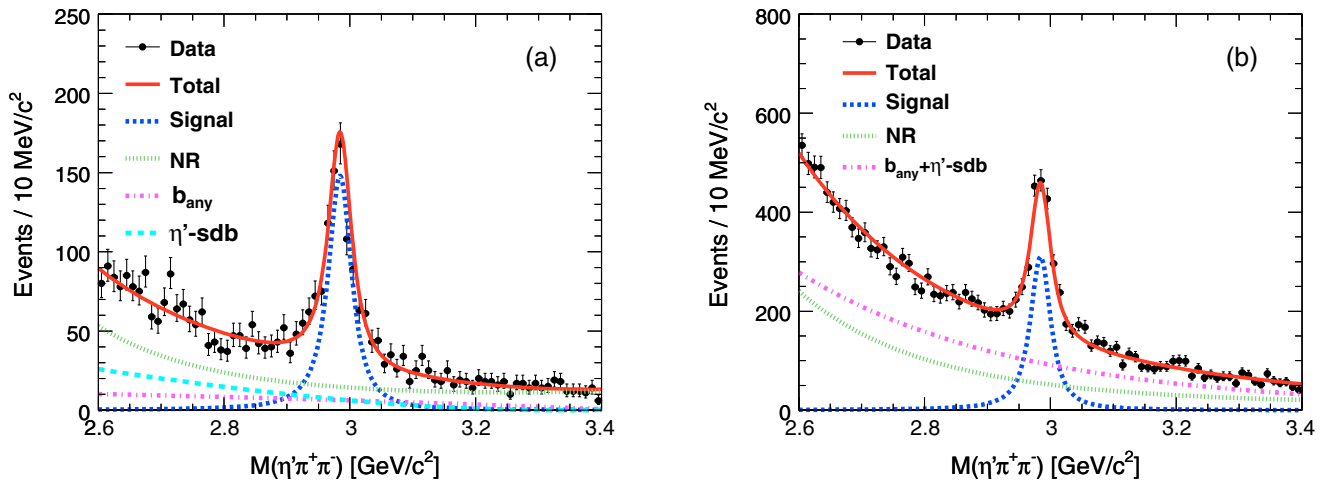 (a)
Data
Total
Signal
NR
b_any
η'-sdb
250
200
150
100
50
0
Events / 10 MeV/c²
2.6 2.8 3 3.2 3.4
M(η'π⁺π⁻) [GeV/c²]
(b)
Data
Total
Signal
NR
b_any+η'-sdb
800
600
400
200
0
Events / 10 MeV/c²
2.6 2.8 3 3.2 3.4
M(η'π⁺π⁻) [GeV/c²]